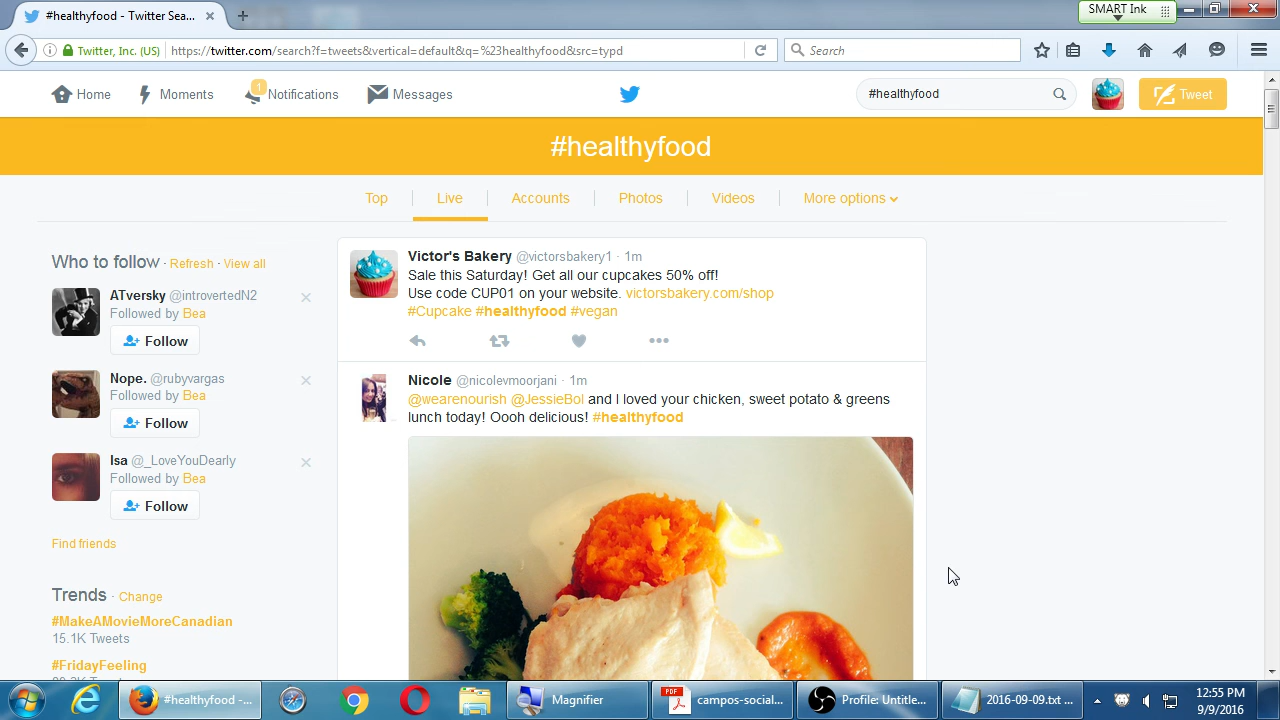 #healthyfood - Twitter Sea...
SMART Ink
Twitter, Inc. (US)
https://twitter.com/search?f=tweets&vertical=default&q=%23healthyfood&src=typd
Search
Home
Moments
1
Notifications
Messages
#healthyfood
Tweet
#healthyfood
Top
Live
Accounts
Photos
Videos
More options
Who to follow · Refresh · View all
ATversky @introvertedN2
Followed by Bea
Follow
Nope. @rubyvargas
Followed by Bea
Follow
Isa @_LoveYouDearly
Followed by Bea
Follow
Find friends
Trends · Change
#MakeAMovieMoreCanadian
15.1K Tweets
#FridayFeeling
Victor's Bakery @victorsbakery1 · 1m
Sale this Saturday! Get all our cupcakes 50% off!
Use code CUP01 on your website. victorsbakery.com/shop
#Cupcake #healthyfood #vegan
Nicole @nicolevmoorjani · 1m
@wearenourish @JessieBol and I loved your chicken, sweet potato & greens
lunch today! Oooh delicious! #healthyfood
#healthyfood -...
Magnifier
PDF
campos-social...
Profile: Untitle...
2016-09-09.txt ...
12:55 PM
9/9/2016